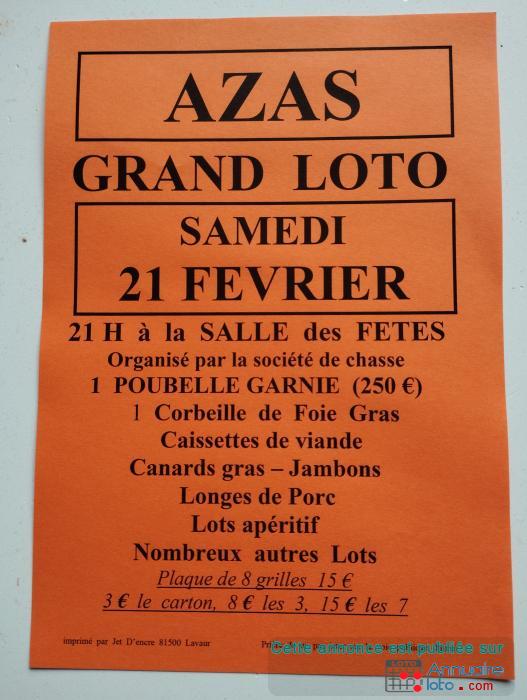 AZAS
GRAND LOTO
SAMEDI
21 FEVRIER
21 H à la SALLE des FETES
Organisé par la société de chasse
1 POUBELLE GARNIE (250 €)
1 Corbeille de Foie Gras
Caissettes de viande
Canards gras – Jambons
Longes de Porc
Lots apéritif
Nombreux autres Lots
Plaque de 8 grilles 15 €
3 € le carton, 8 € les 3, 15 € les 7
imprimé par Jet D'encre 81500 Lavaur
Cette annonce est publiée sur
LOTO Annuaire
loto.com